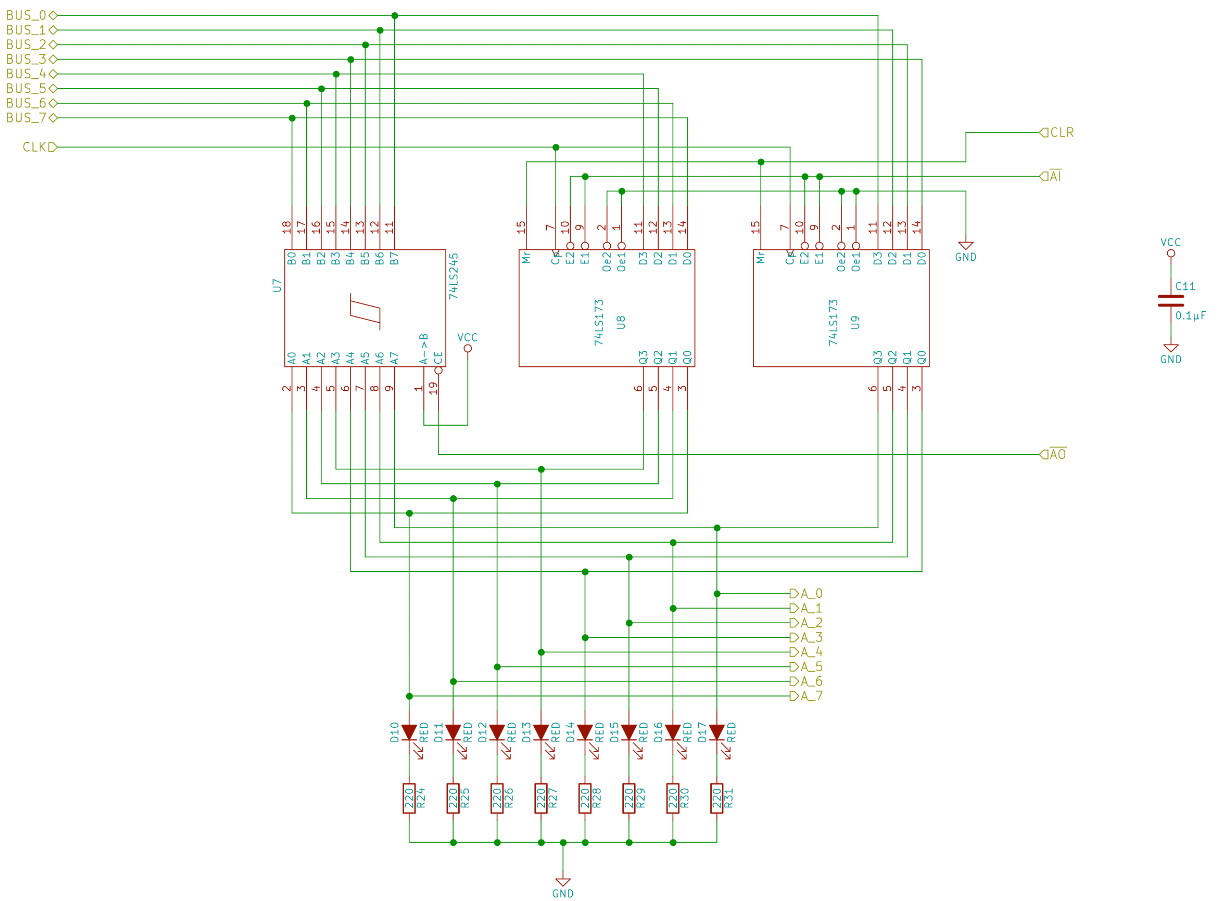 BUS_0
BUS_1
BUS_2
BUS_3
BUS_4
BUS_5
BUS_6
BUS_7
CLK
CLR
A̅I̅
18 17 16 15 14 13 12 11
15 7 10 9 2 1 11 12 13 14
15 7 10 9 2 1 11 12 13 14
B0 B1 B2 B3 B4 B5 B6 B7
Mr Cp E2 E1 Oe2 Oe1 D3 D2 D1 D0
Mr Cp E2 E1 Oe2 Oe1 D3 D2 D1 D0
GND
U7
74LS245
74LS173
U8
74LS173
U9
VCC
C11
0.1µF
GND
VCC
A0 A1 A2 A3 A4 A5 A6 A7 A->B CE
Q3 Q2 Q1 Q0
Q3 Q2 Q1 Q0
2 3 4 5 6 7 8 9 1 19
6 5 4 3
6 5 4 3
A̅O̅
A_0
A_1
A_2
A_3
A_4
A_5
A_6
A_7
D10 RED D11 RED D12 RED D13 RED D14 RED D15 RED D16 RED D17 RED
220 R24 220 R25 220 R26 220 R27 220 R28 220 R29 220 R30 220 R31
GND